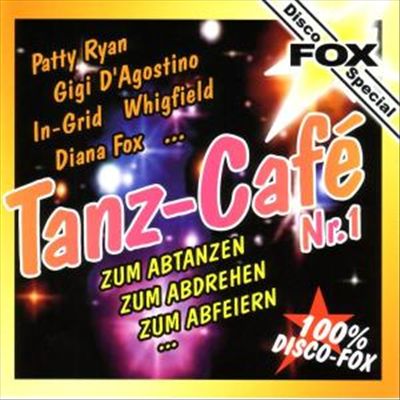 Disco
FOX
Special
Patty Ryan
Gigi D'Agostino
In-Grid Whigfield
Diana Fox ...
Tanz-Café
Nr.1
ZUM ABTANZEN
ZUM ABDREHEN
ZUM ABFEIERN
...
100%
DISCO-FOX